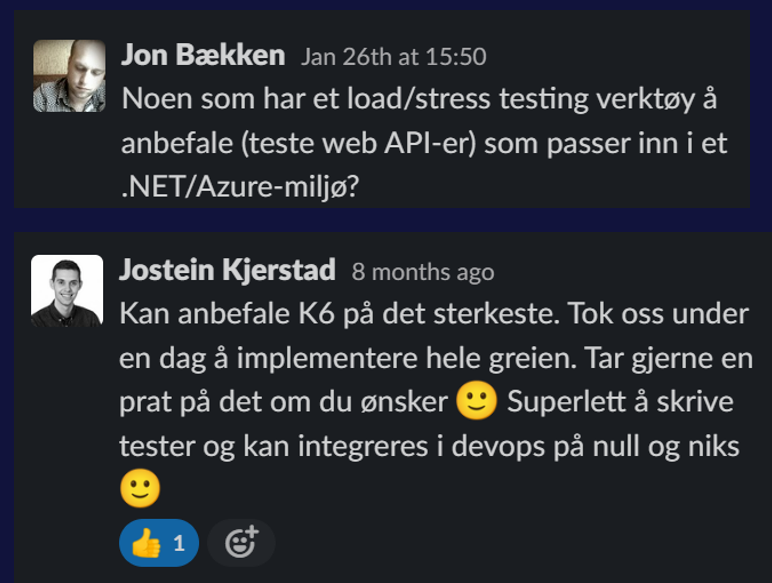 Jon Bækken Jan 26th at 15:50
Noen som har et load/stress testing verktøy å
anbefale (teste web API-er) som passer inn i et
.NET/Azure-miljø?
Jostein Kjerstad 8 months ago
Kan anbefale K6 på det sterkeste. Tok oss under
en dag å implementere hele greien. Tar gjerne en
prat på det om du ønsker 🙂 Superlett å skrive
tester og kan integreres i devops på null og niks
🙂
👍 1